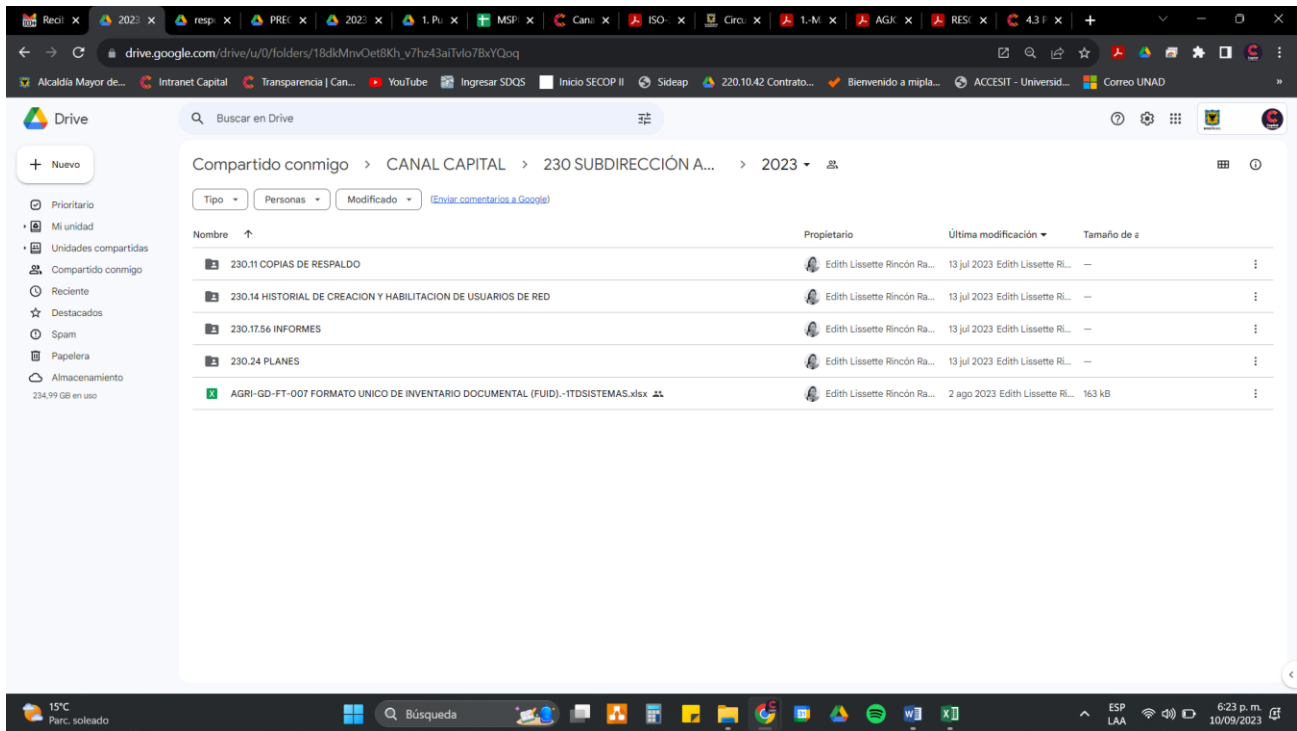 Recit 2023 resp PREC 2023 1. Pu MSPI Cana ISO- Circu 1.-M AGJC RESC 4.3 F
drive.google.com/drive/u/0/folders/18dkMnvOet8Kh_v7hz43aiTvIo7BxYQoq
Alcaldía Mayor de... Intranet Capital Transparencia | Can... YouTube Ingresar SDQS Inicio SECOP II Sideap 220.10.42 Contrato... Bienvenido a mipla... ACCESIT - Universid... Correo UNAD »
Drive Buscar en Drive
Nuevo Compartido conmigo > CANAL CAPITAL > 230 SUBDIRECCIÓN A... > 2023
Tipo Personas Modificado (Enviar comentarios a Google)
Prioritario
Mi unidad
Unidades compartidas
Compartido conmigo
Reciente
Destacados
Spam
Papelera
Almacenamiento
234,99 GB en uso
Nombre Propietario Última modificación Tamaño de a
230.11 COPIAS DE RESPALDO Edith Lissette Rincón Ra... 13 jul 2023 Edith Lissette Ri... —
230.14 HISTORIAL DE CREACION Y HABILITACION DE USUARIOS DE RED Edith Lissette Rincón Ra... 13 jul 2023 Edith Lissette Ri... —
230.17.56 INFORMES Edith Lissette Rincón Ra... 13 jul 2023 Edith Lissette Ri... —
230.24 PLANES Edith Lissette Rincón Ra... 13 jul 2023 Edith Lissette Ri... —
AGRI-GD-FT-007 FORMATO UNICO DE INVENTARIO DOCUMENTAL (FUID).-1TDSISTEMAS.xlsx Edith Lissette Rincón Ra... 2 ago 2023 Edith Lissette Ri... 163 kB
15°C
Parc. soleado
Búsqueda
ESP
LAA
6:23 p. m.
10/09/2023